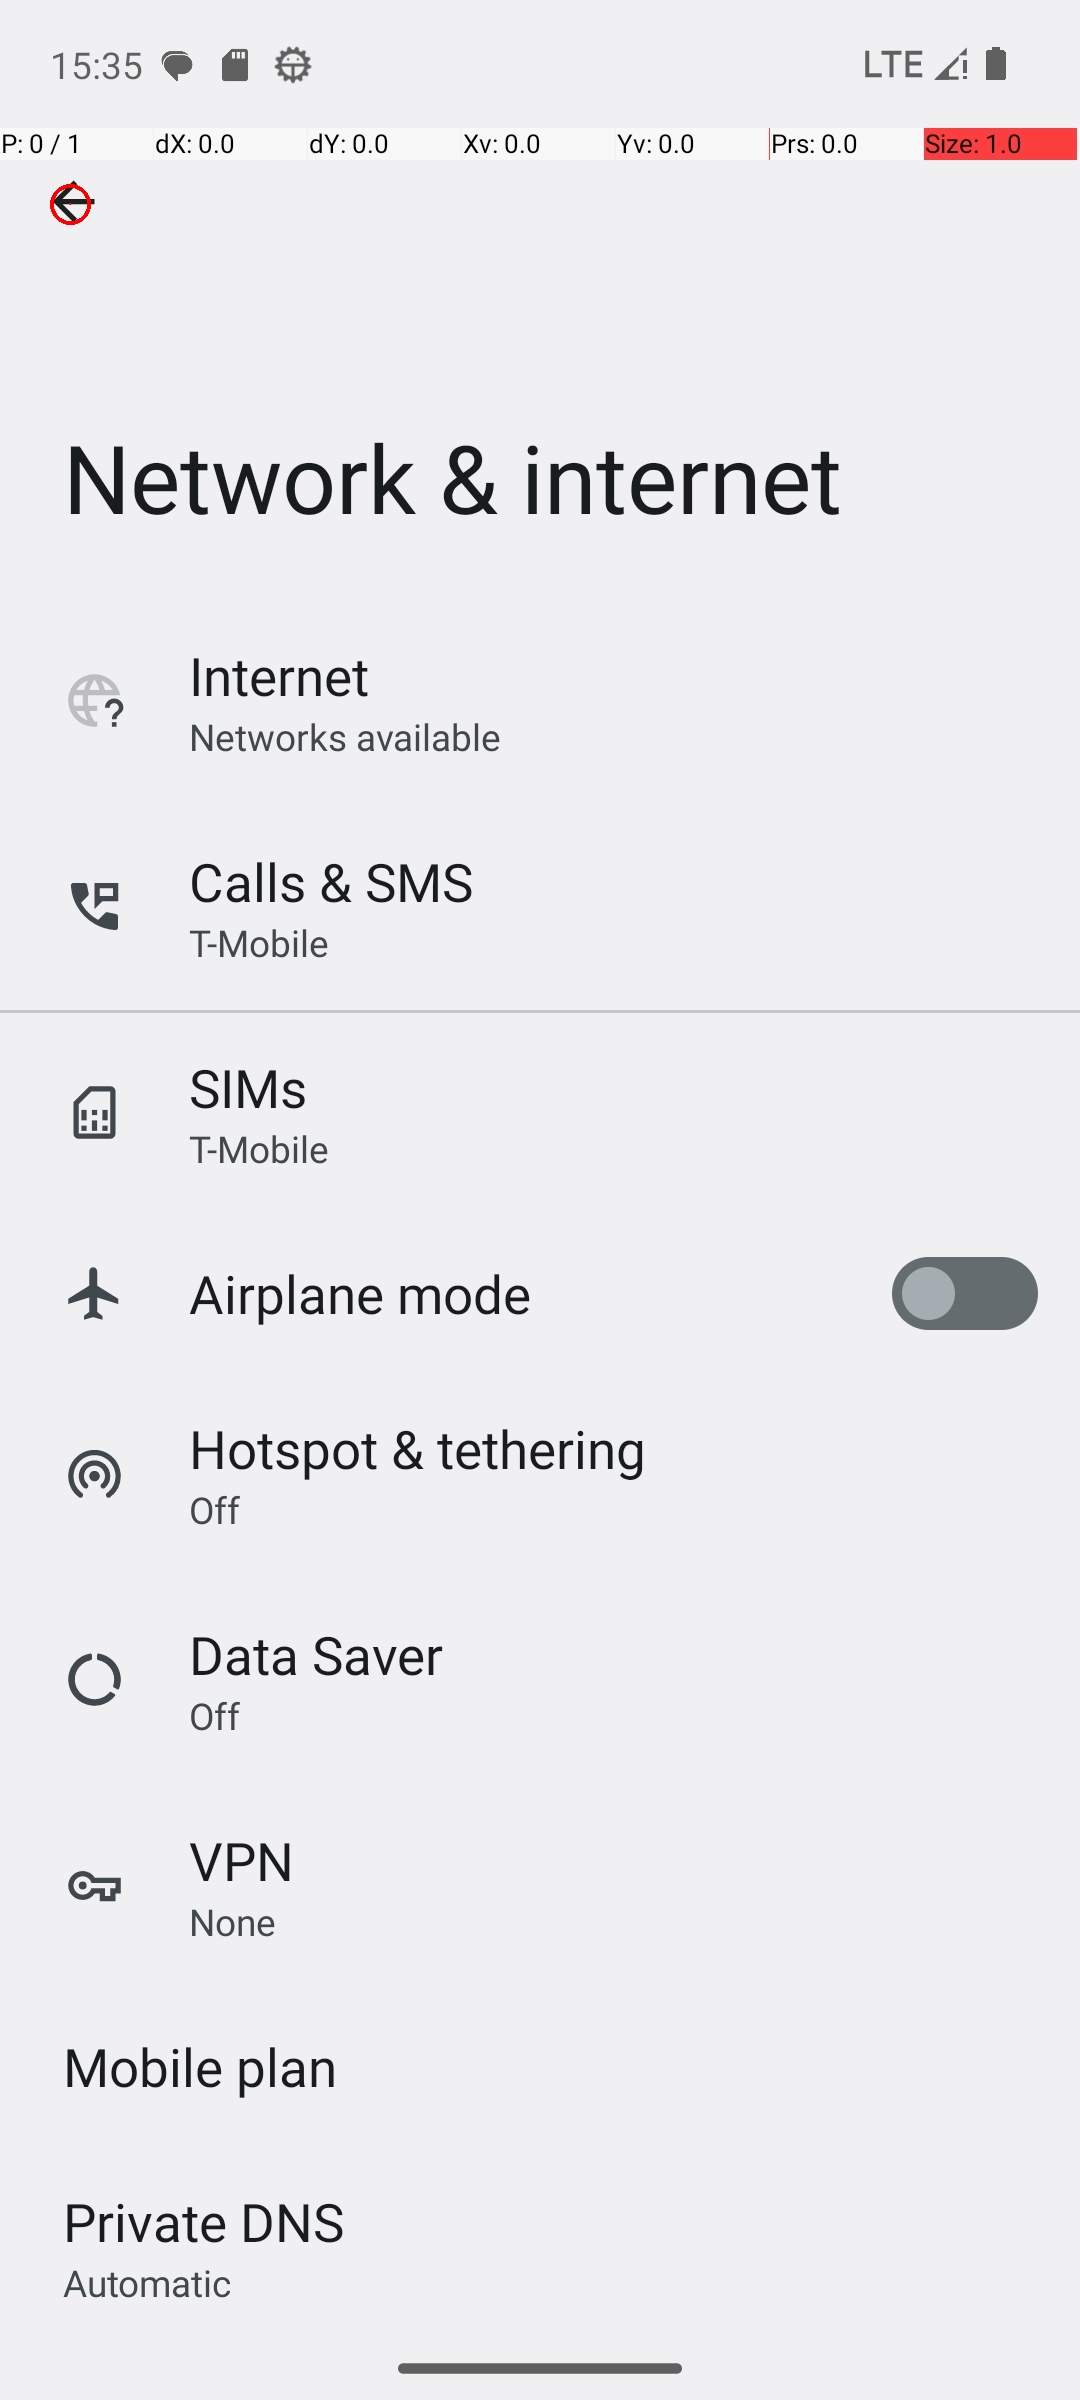 15:35
LTE
P: 0 / 1 dX: 0.0 dY: 0.0 Xv: 0.0 Yv: 0.0 Prs: 0.0 Size: 1.0
Network & internet
Internet
Networks available
Calls & SMS
T-Mobile
SIMs
T-Mobile
Airplane mode
Hotspot & tethering
Off
Data Saver
Off
VPN
None
Mobile plan
Private DNS
Automatic